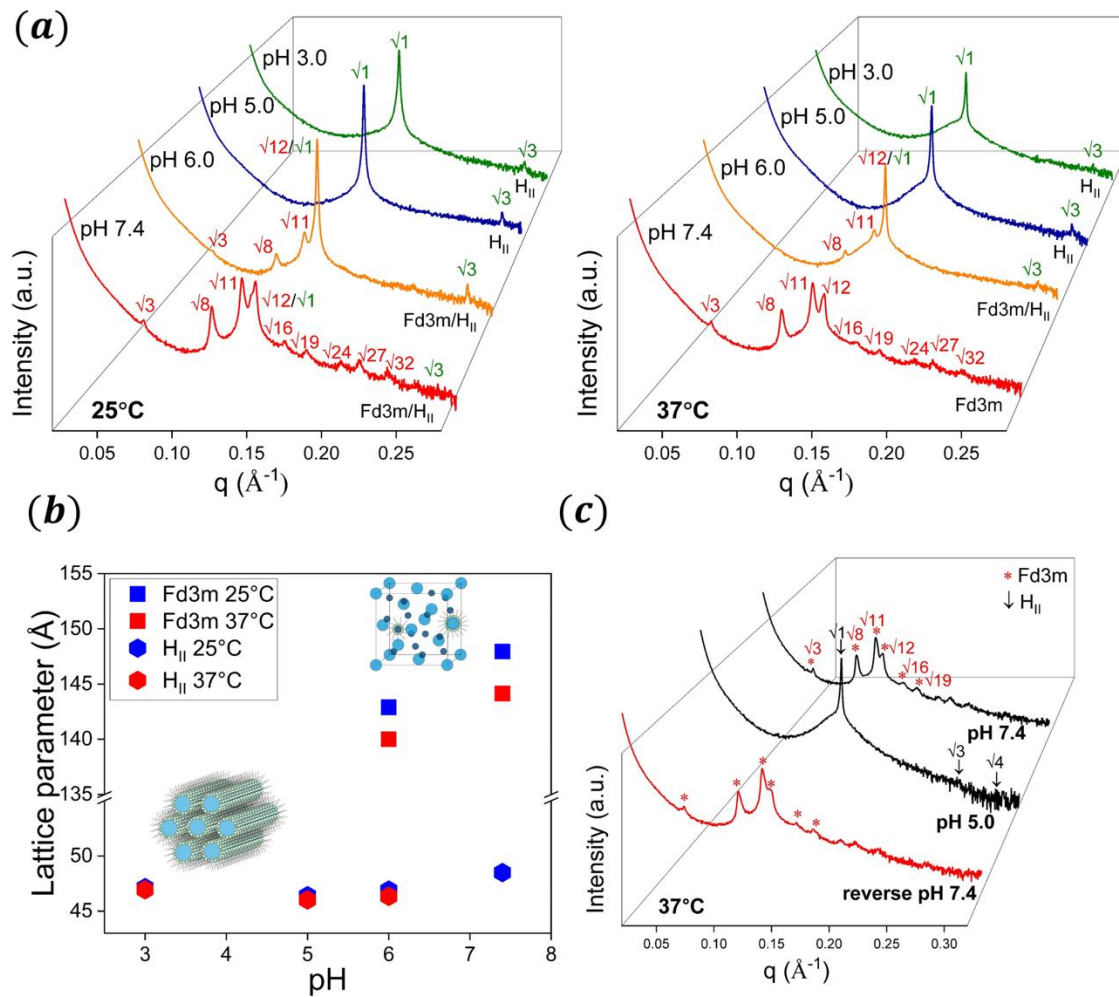 (a)
pH 3.0
√1
√3
H_II
pH 5.0
√1
√3
H_II
pH 6.0
√12/√1
√11
√8
√3
√3
Fd3m/H_II
pH 7.4
√3
√8
√11
√12/√1
√16
√19
√24
√27
√32
√3
Fd3m/H_II
25°C
Intensity (a.u.)
0.05 0.10 0.15 0.20 0.25
q (Å⁻¹)
pH 3.0
√1
√3
H_II
pH 5.0
√1
√3
H_II
pH 6.0
√12/√1
√11
√8
√3
Fd3m/H_II
pH 7.4
√3
√8
√11
√12
√16
√19
√24
√27
√32
Fd3m
37°C
Intensity (a.u.)
0.05 0.10 0.15 0.20 0.25
q (Å⁻¹)
(b)
Fd3m 25°C
Fd3m 37°C
H_II 25°C
H_II 37°C
Lattice parameter (Å)
155
150
145
140
135
50
45
3 4 5 6 7 8
pH
(c)
* Fd3m
↓ H_II
√3
√8
√11
√12
√16
√19
pH 7.4
√1
√3
√4
pH 5.0
reverse pH 7.4
37°C
Intensity (a.u.)
0.05 0.10 0.15 0.20 0.25 0.30
q (Å⁻¹)